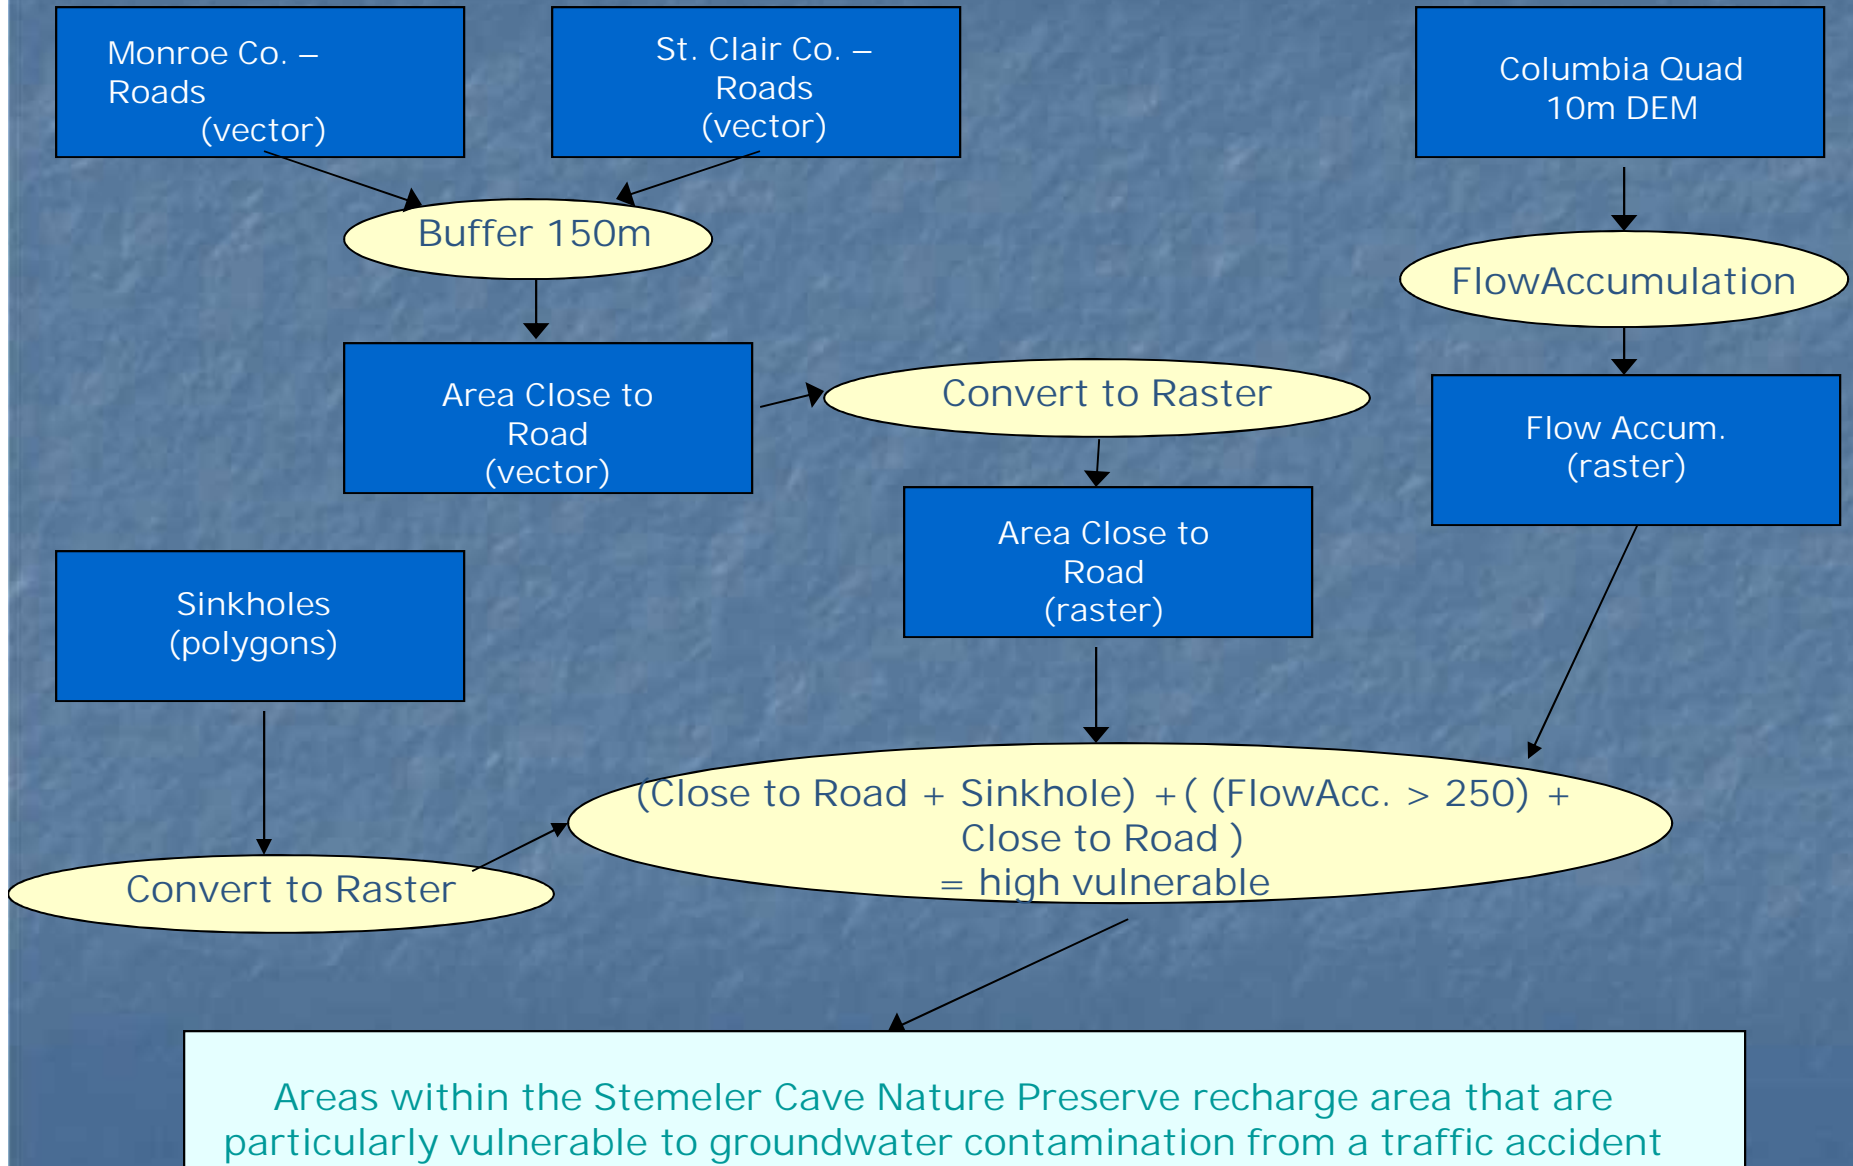 Monroe Co. –
Roads
(vector)
St. Clair Co. –
Roads
(vector)
Columbia Quad
10m DEM
Buffer 150m
FlowAccumulation
Area Close to
Road
(vector)
Convert to Raster
Flow Accum.
(raster)
Area Close to
Road
(raster)
Sinkholes
(polygons)
(Close to Road + Sinkhole) +( (FlowAcc. > 250) +
Close to Road )
= high vulnerable
Convert to Raster
Areas within the Stemeler Cave Nature Preserve recharge area that are
particularly vulnerable to groundwater contamination from a traffic accident